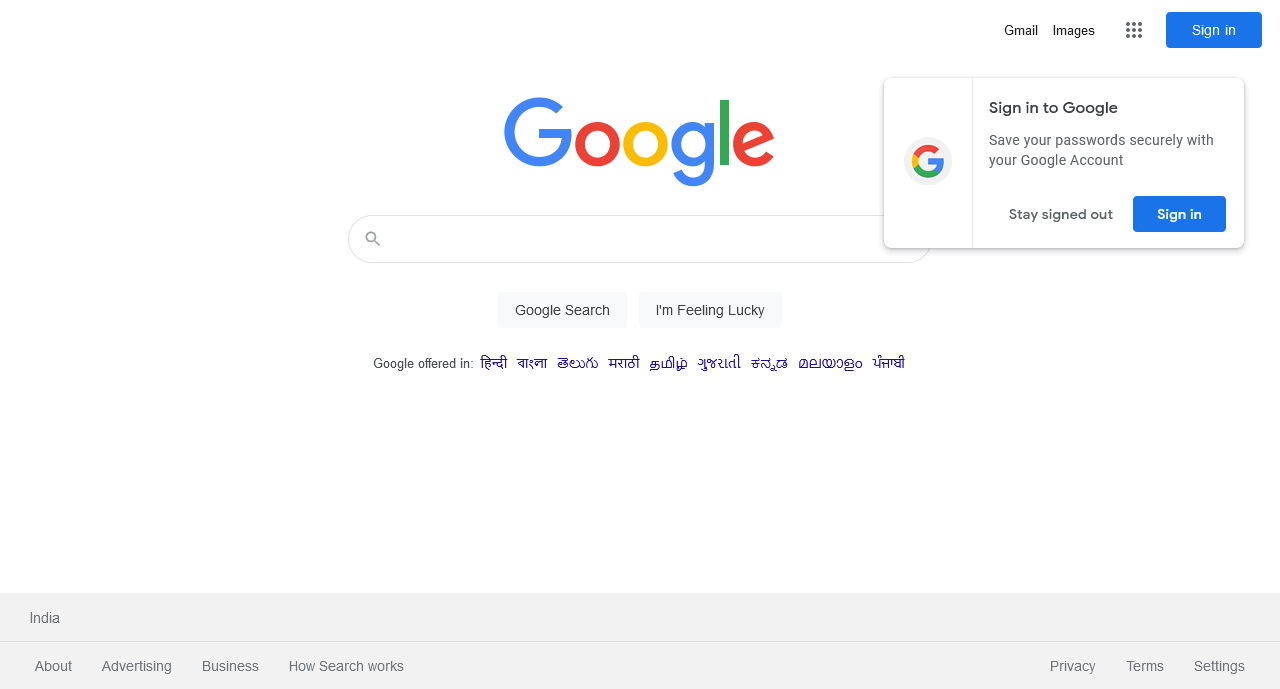 Gmail Images Sign in
Google
Sign in to Google
Save your passwords securely with
your Google Account
Stay signed out Sign in
Google Search I'm Feeling Lucky
Google offered in: हिन्दी বাংলা తెలుగు मराठी தமிழ் ગુજરાતી ಕನ್ನಡ മലയാളം ਪੰਜਾਬੀ
India
About Advertising Business How Search works Privacy Terms Settings